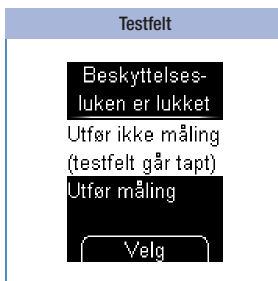 Testfelt
Beskyttelses-
luken er lukket
Utfør ikke måling
(testfelt går tapt)
Utfør måling
Velg